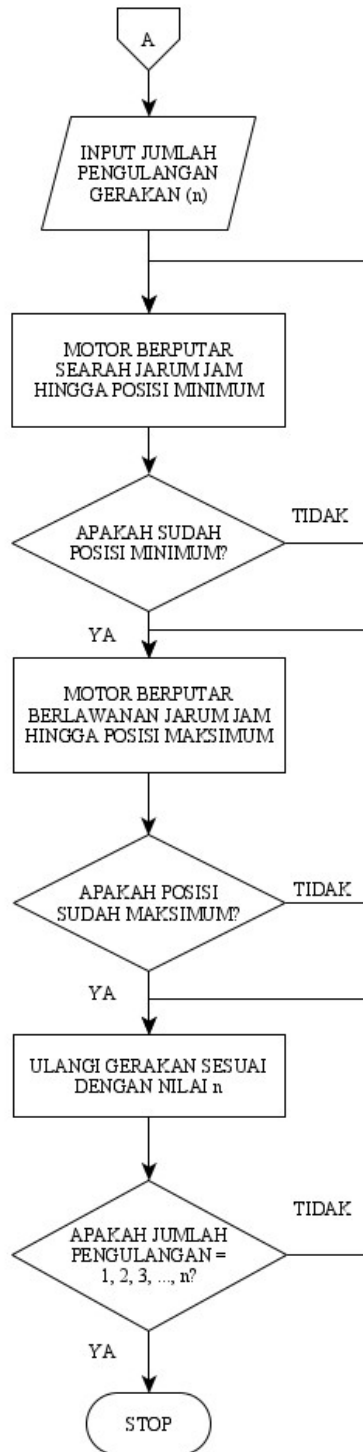 A
INPUT JUMLAH
PENGULANGAN
GERAKAN (n)
MOTOR BERPUTAR
SEARAH JARUM JAM
HINGGA POSISI MINIMUM
APAKAH SUDAH
POSISI MINIMUM?
TIDAK
YA
MOTOR BERPUTAR
BERLAWANAN JARUM JAM
HINGGA POSISI MAKSIMUM
APAKAH POSISI
SUDAH MAKSIMUM?
TIDAK
YA
ULANGI GERAKAN SESUAI
DENGAN NILAI n
APAKAH JUMLAH
PENGULANGAN =
1, 2, 3, ..., n?
TIDAK
YA
STOP